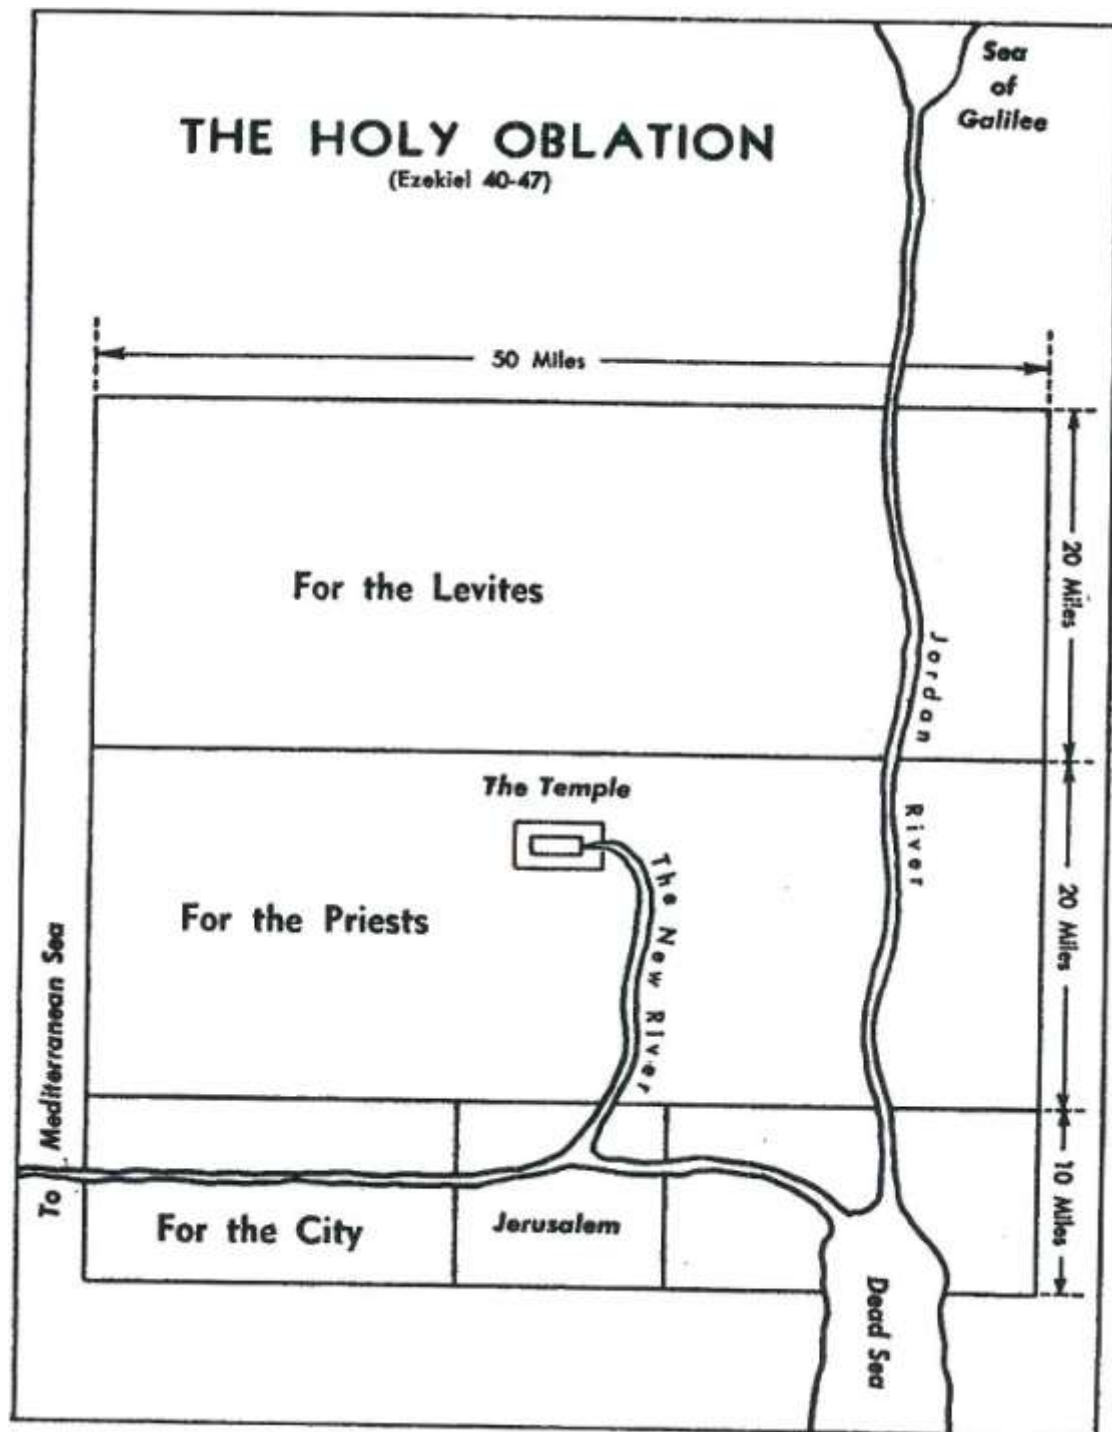 Sea
of
Galilee
THE HOLY OBLATION
(Ezekiel 40-47)
50 Miles
20 Miles
For the Levites
Jordan
River
The Temple
The New River
20 Miles
For the Priests
To Mediterranean Sea
10 Miles
For the City
Jerusalem
Dead Sea